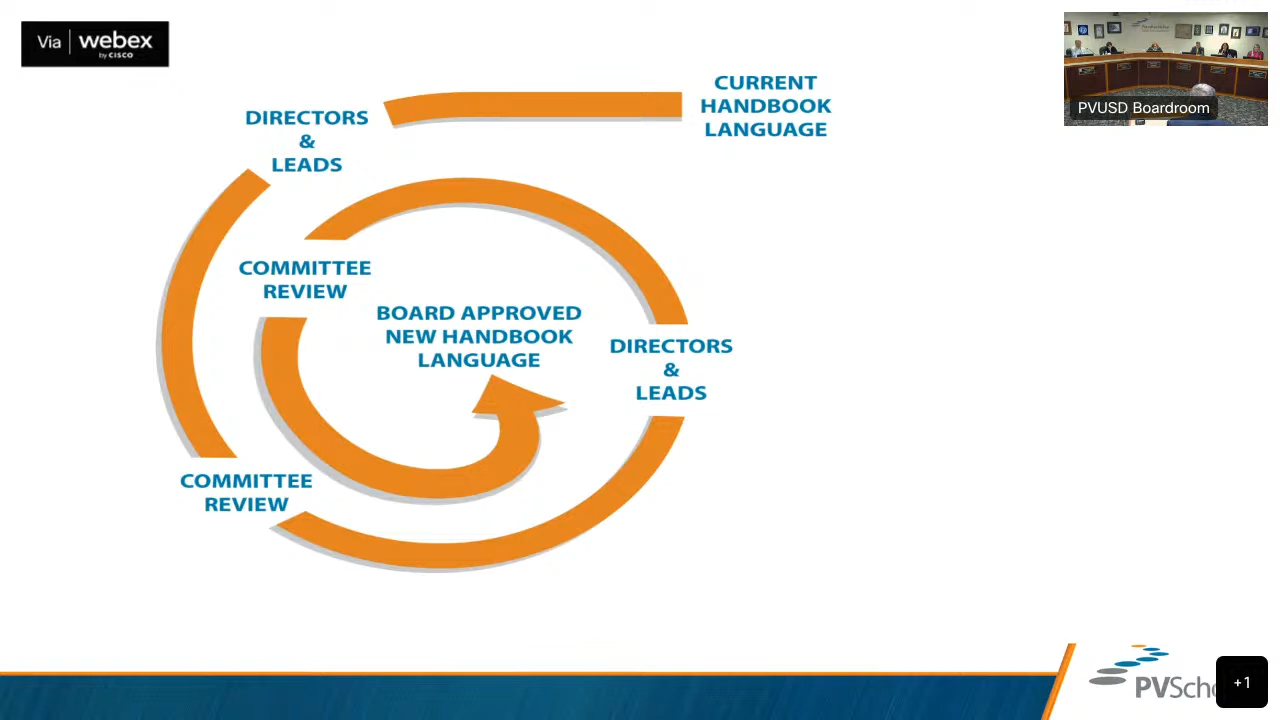 Via | webex
by CISCO
CURRENT
HANDBOOK
LANGUAGE
PVUSD Boardroom
DIRECTORS
&
LEADS
COMMITTEE
REVIEW
BOARD APPROVED
NEW HANDBOOK
LANGUAGE
DIRECTORS
&
LEADS
COMMITTEE
REVIEW
PVScho
+1